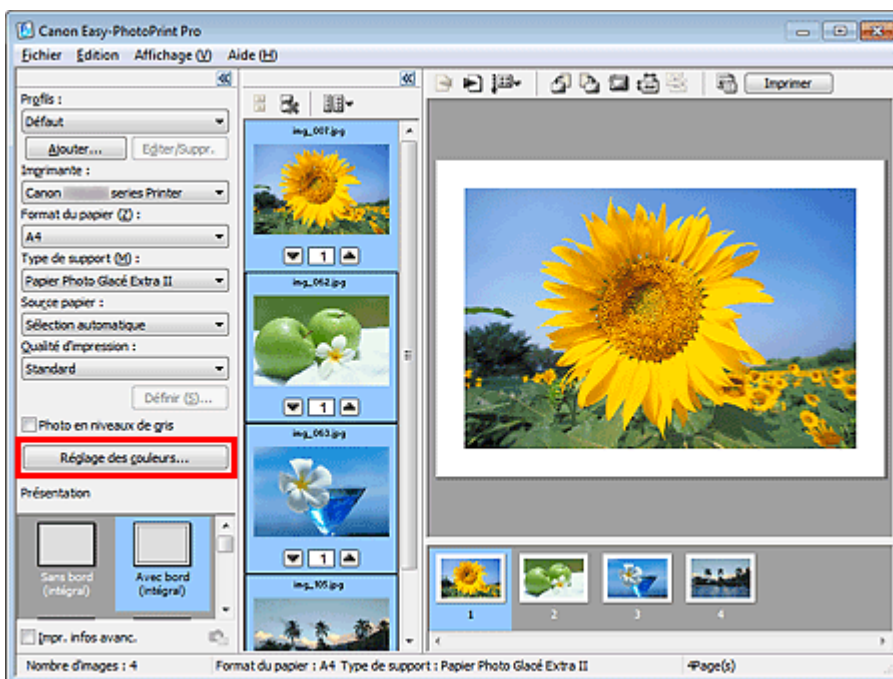 Canon Easy-PhotoPrint Pro
Fichier Édition Affichage (V) Aide (H)
Profils :
Défaut
Ajouter... Editer/Suppr.
Imprimante :
Canon series Printer
Format du papier (Z) :
A4
Type de support (M) :
Papier Photo Glacé Extra II
Source papier :
Sélection automatique
Qualité d'impression :
Standard
Définir (S)...
Photo en niveaux de gris
Réglage des couleurs...
Présentation
Sans bord (intégral)
Avec bord (intégral)
Impr. infos avanc.
img_001.jpg
1
img_062.jpg
1
img_063.jpg
1
img_105.jpg
Imprimer
1 2 3 4
Nombre d'images : 4 Format du papier : A4 Type de support : Papier Photo Glacé Extra II 4Page(s)